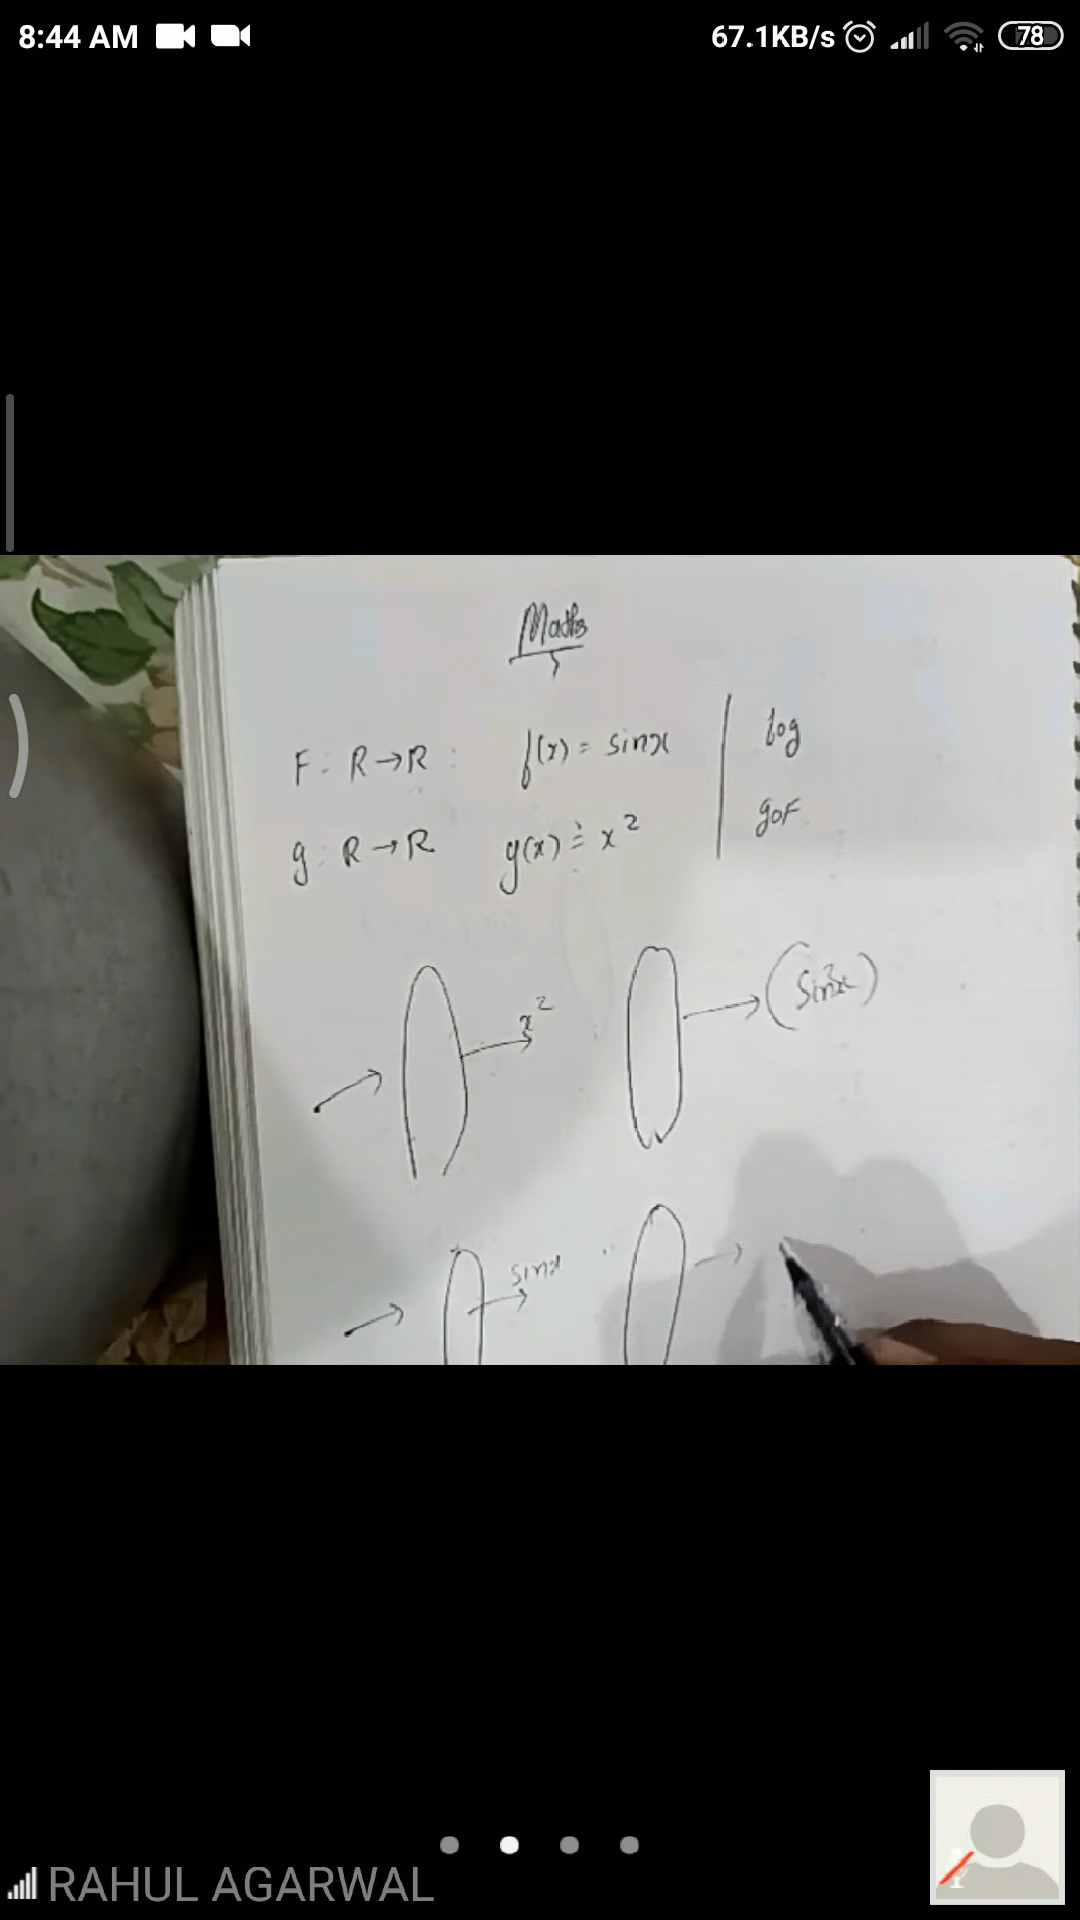 8:44 AM 67.1KB/s 78
Maths
F: R→R : f(x) = sinx | fog
g: R→R g(x) = x² | goF
x² (sin²x)
sinx
RAHUL AGARWAL